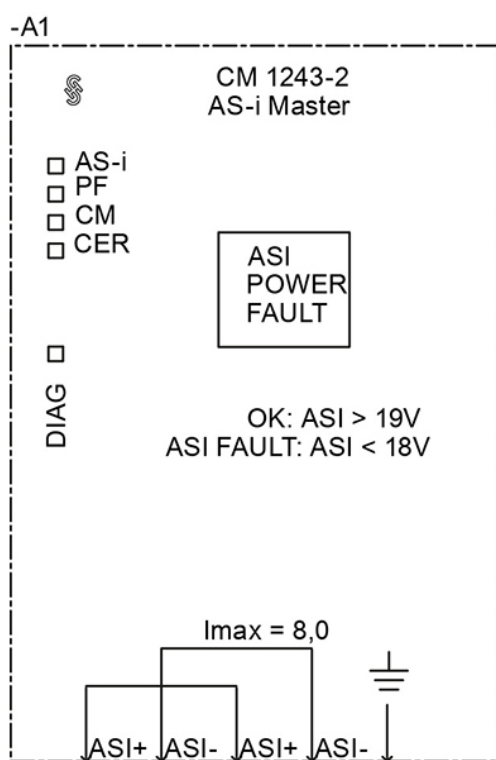 -A1
CM 1243-2
AS-i Master
AS-i
PF
CM
CER
ASI
POWER
FAULT
DIAG
OK: ASI > 19V
ASI FAULT: ASI < 18V
Imax = 8,0
ASI+ ASI- ASI+ ASI-